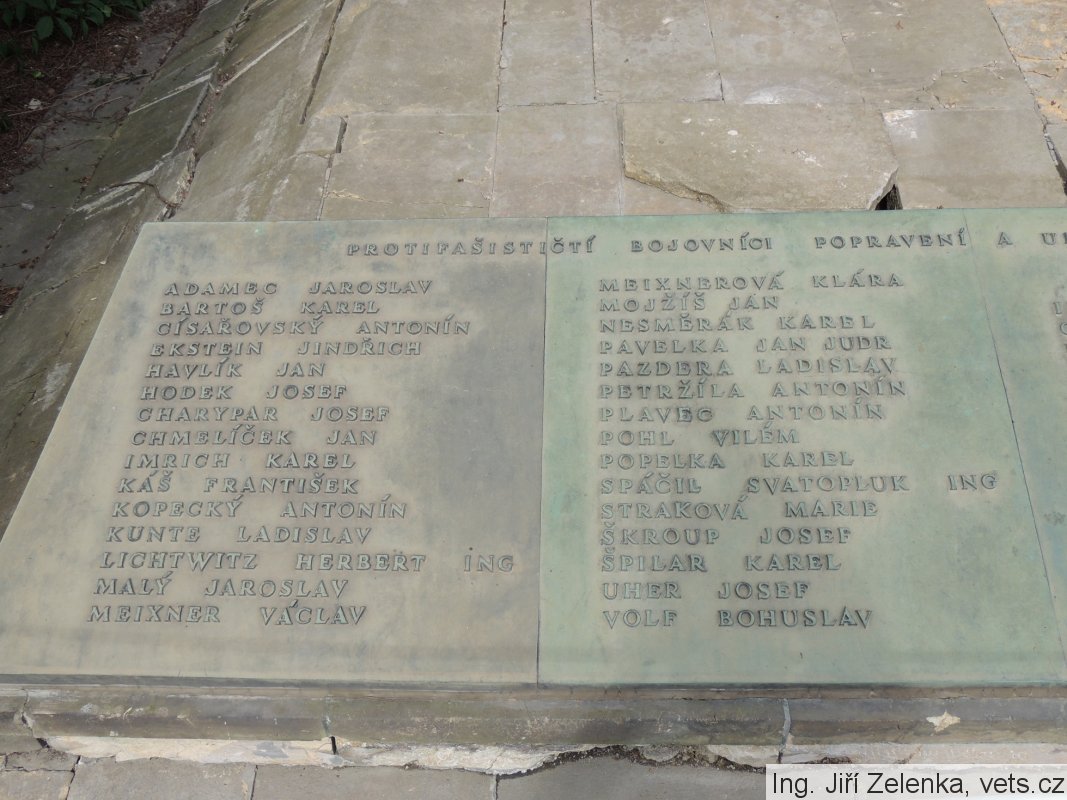 PROTIFAŠISTIČTÍ BOJOVNÍCI POPRAVENÍ A
ADAMEC JAROSLAV
BARTOŠ KAREL
CÍSAŘOVSKÝ ANTONÍN
EKSTEIN JINDŘICH
HAVLÍK JAN
HODEK JOSEF
CHARYPAR JOSEF
CHMELÍČEK JAN
IMRICH KAREL
KÁŠ FRANTIŠEK
KOPECKÝ ANTONÍN
KUNTE LADISLAV
LICHTWITZ HERBERT ING
MALÝ JAROSLAV
MEIXNER VÁCLAV
MEIXNEROVÁ KLÁRA
MOJŽÍŠ JAN
NESMĚRÁK KAREL
PAVELKA JAN JUDR
PAZDERA LADISLAV
PETRŽÍLA ANTONÍN
PLAVEC ANTONÍN
POHL VILÉM
POPELKA KAREL
SPÁČIL SVATOPLUK ING
STRAKOVÁ MARIE
ŠKROUP JOSEF
ŠPILAR KAREL
UHER JOSEF
VOLF BOHUSLAV
Ing. Jiří Zelenka, vets.cz